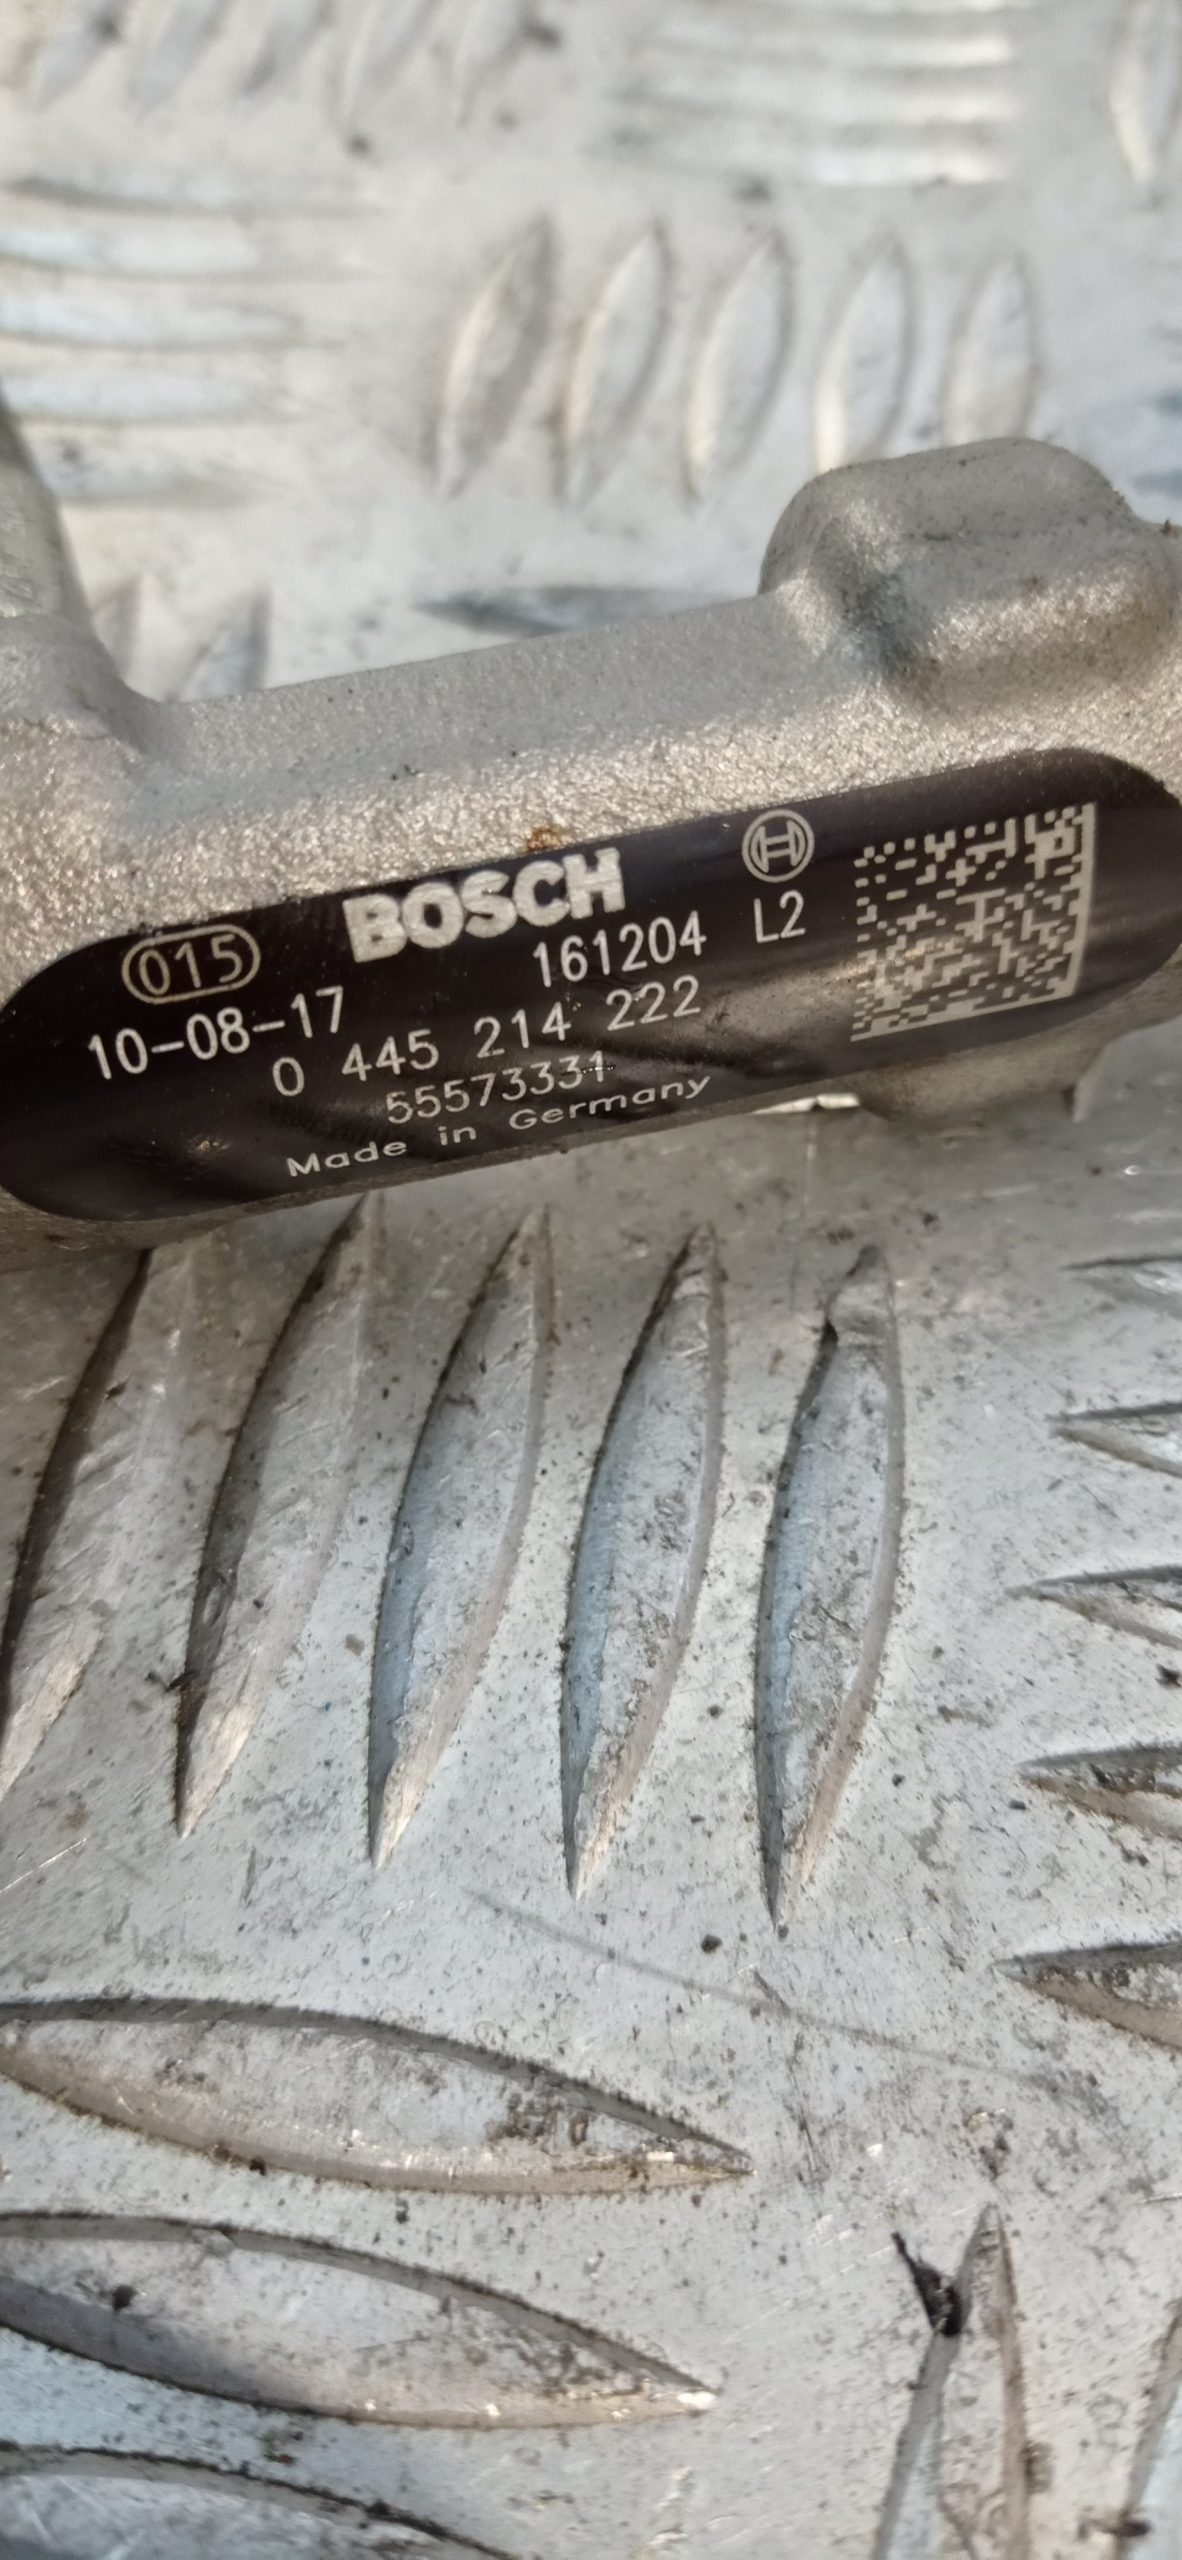 015 BOSCH
10-08-17 161204 L2
0 445 214 222
55573331
Made in Germany